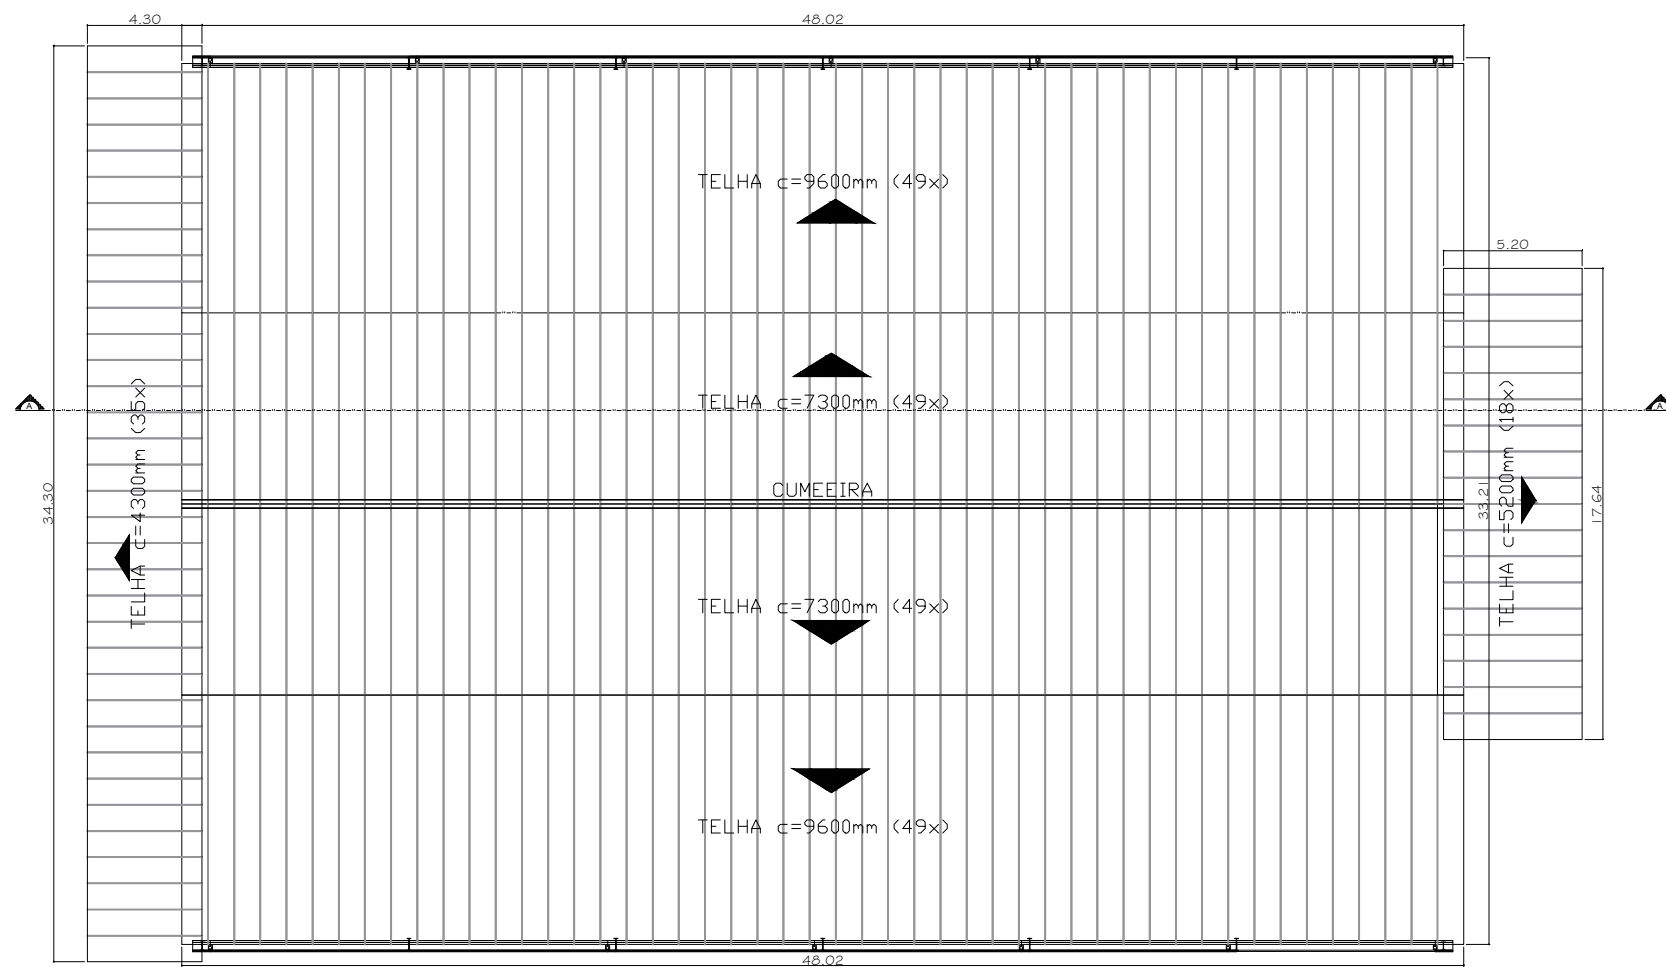 4.30
48.02
TELHA c=9600mm (49x)
5.20
TELHA c=7300mm (49x)
A
A
TELHA c=4300mm (35x)
34.30
CUMEEIRA
33.21
TELHA c=5200mm (18x)
17.64
TELHA c=7300mm (49x)
TELHA c=9600mm (49x)
48.02